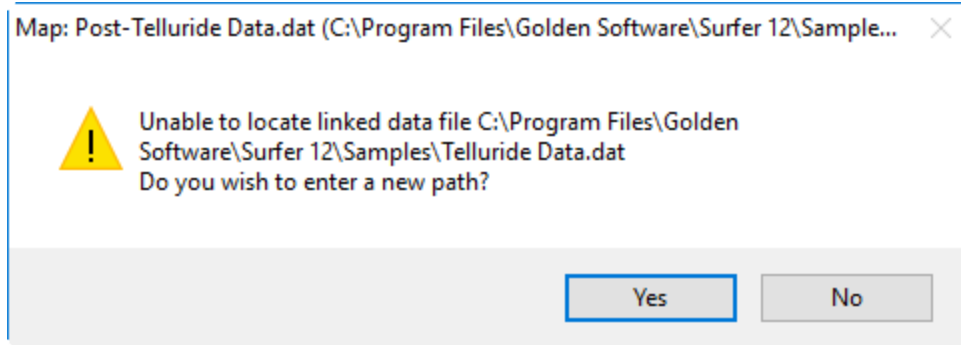 Map: Post-Telluride Data.dat (C:\Program Files\Golden Software\Surfer 12\Sample...
Unable to locate linked data file C:\Program Files\Golden
Software\Surfer 12\Samples\Telluride Data.dat
Do you wish to enter a new path?
Yes
No